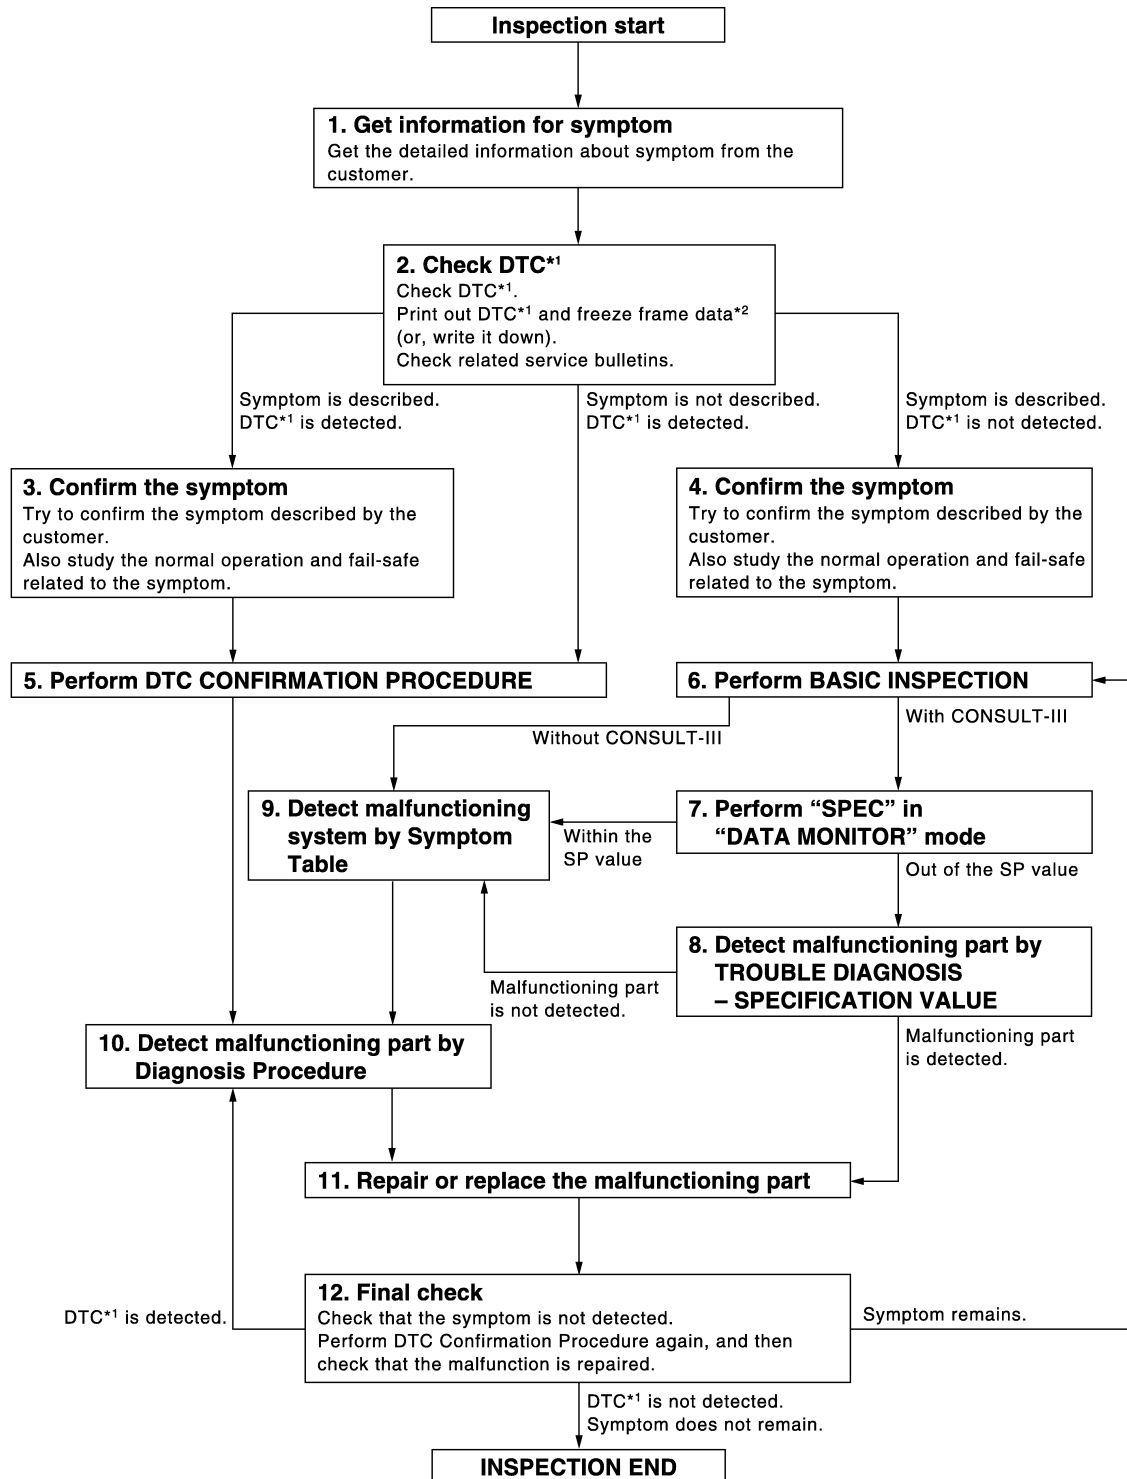 Inspection start
1. Get information for symptom
Get the detailed information about symptom from the
customer.
2. Check DTC*1
Check DTC*1.
Print out DTC*1 and freeze frame data*2
(or, write it down).
Check related service bulletins.
Symptom is described.
DTC*1 is detected.
Symptom is not described.
DTC*1 is detected.
Symptom is described.
DTC*1 is not detected.
3. Confirm the symptom
Try to confirm the symptom described by the
customer.
Also study the normal operation and fail-safe
related to the symptom.
4. Confirm the symptom
Try to confirm the symptom described by the
customer.
Also study the normal operation and fail-safe
related to the symptom.
5. Perform DTC CONFIRMATION PROCEDURE
6. Perform BASIC INSPECTION
Without CONSULT-III
With CONSULT-III
9. Detect malfunctioning
system by Symptom
Table
Within the
SP value
7. Perform “SPEC” in
“DATA MONITOR” mode
Out of the SP value
8. Detect malfunctioning part by
TROUBLE DIAGNOSIS
– SPECIFICATION VALUE
Malfunctioning part
is not detected.
Malfunctioning part
is detected.
10. Detect malfunctioning part by
Diagnosis Procedure
11. Repair or replace the malfunctioning part
12. Final check
Check that the symptom is not detected.
Perform DTC Confirmation Procedure again, and then
check that the malfunction is repaired.
DTC*1 is detected.
Symptom remains.
DTC*1 is not detected.
Symptom does not remain.
INSPECTION END